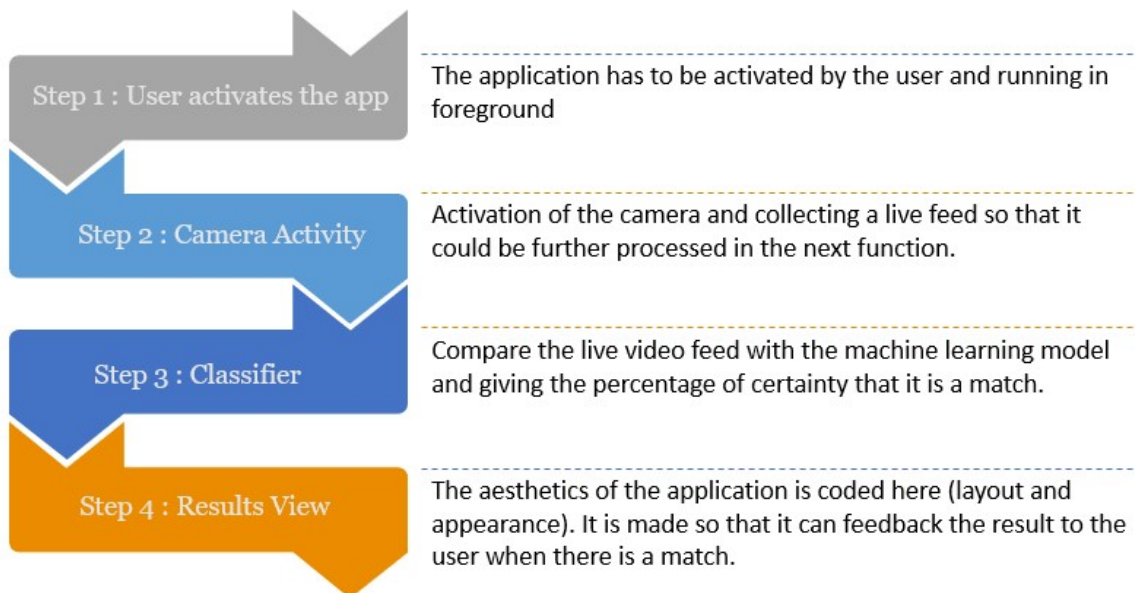 Step 1 : User activates the app
The application has to be activated by the user and running in
foreground
Step 2 : Camera Activity
Activation of the camera and collecting a live feed so that it
could be further processed in the next function.
Step 3 : Classifier
Compare the live video feed with the machine learning model
and giving the percentage of certainty that it is a match.
Step 4 : Results View
The aesthetics of the application is coded here (layout and
appearance). It is made so that it can feedback the result to the
user when there is a match.